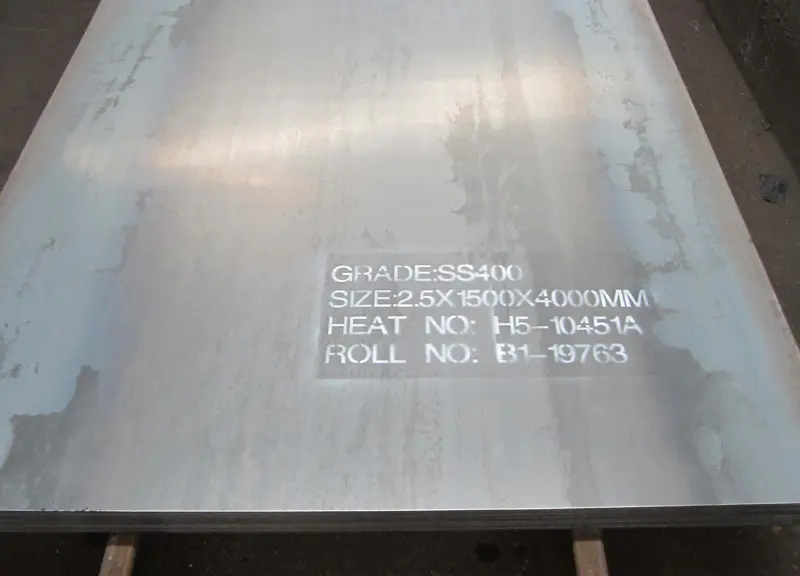 GRADE:SS400
SIZE:2.5X1500X4000MM
HEAT NO: H5-10451A
ROLL NO: B1-19763